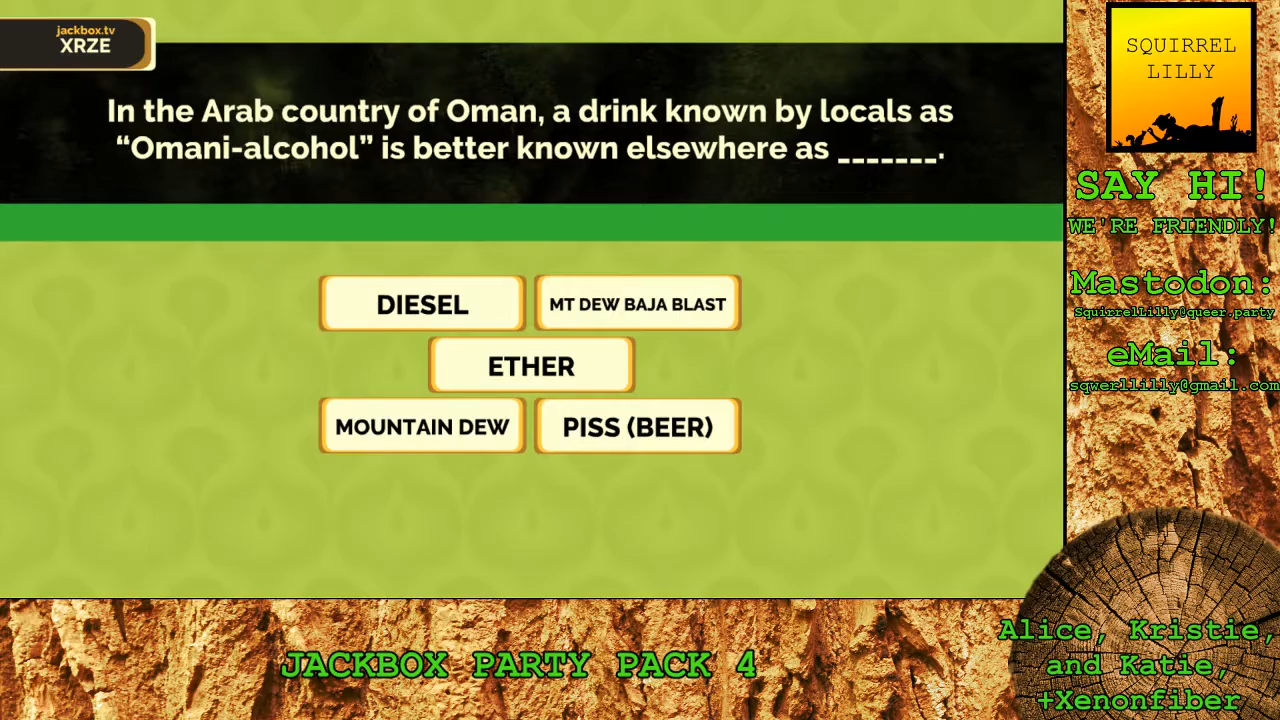 jackbox.tv
XRZE
In the Arab country of Oman, a drink known by locals as
“Omani-alcohol” is better known elsewhere as _______.
DIESEL
MT DEW BAJA BLAST
ETHER
MOUNTAIN DEW
PISS (BEER)
SQUIRREL
LILLY
SAY HI!
WE'RE FRIENDLY!
Mastodon:
SquirrelLilly@queer.party
eMail:
sqwerllilly@gmail.com
JACKBOX PARTY PACK 4
Alice, Kristie,
and Katie,
+Xenonfiber